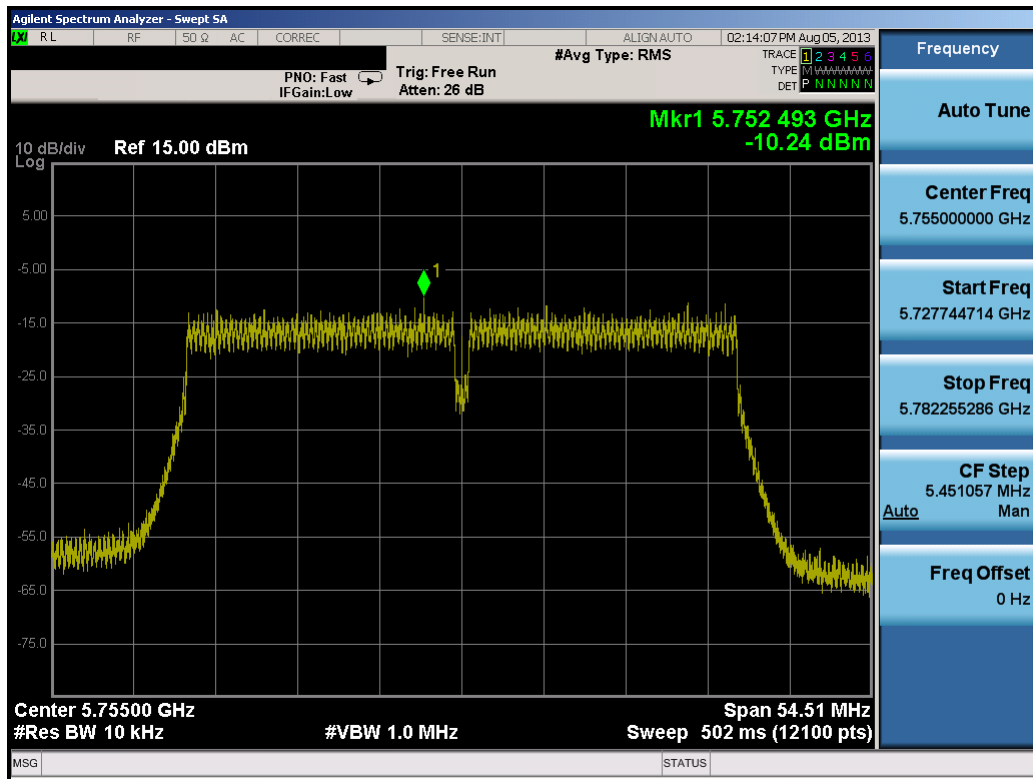 Agilent Spectrum Analyzer - Swept SA
LXI RL RF 50 Ω AC CORREC SENSE:INT ALIGNAUTO 02:14:07 PM Aug 05, 2013
#Avg Type: RMS TRACE 1 2 3 4 5 6
PNO: Fast Trig: Free Run TYPE M W W W W W
IFGain:Low Atten: 26 dB DET P N N N N N
Mkr1 5.752 493 GHz
-10.24 dBm
10 dB/div Ref 15.00 dBm
Log
5.00
-5.00
1
-15.0
-25.0
-35.0
-45.0
-55.0
-65.0
-75.0
Center 5.75500 GHz Span 54.51 MHz
#Res BW 10 kHz #VBW 1.0 MHz Sweep 502 ms (12100 pts)
MSG STATUS
Frequency
Auto Tune
Center Freq
5.755000000 GHz
Start Freq
5.727744714 GHz
Stop Freq
5.782255286 GHz
CF Step
5.451057 MHz
Auto Man
Freq Offset
0 Hz